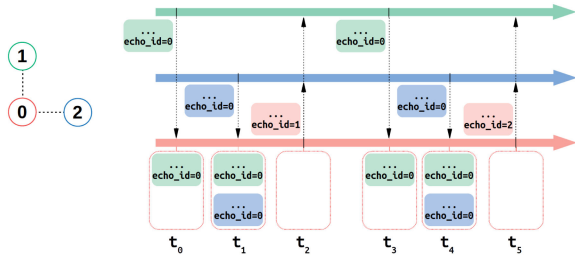 ...
echo_id=0
...
echo_id=0
1
...
echo_id=0
...
echo_id=0
0
2
...
echo_id=1
...
echo_id=2
...
echo_id=0
...
echo_id=0
...
echo_id=0
...
echo_id=0
...
echo_id=0
...
echo_id=0
t0 t1 t2 t3 t4 t5